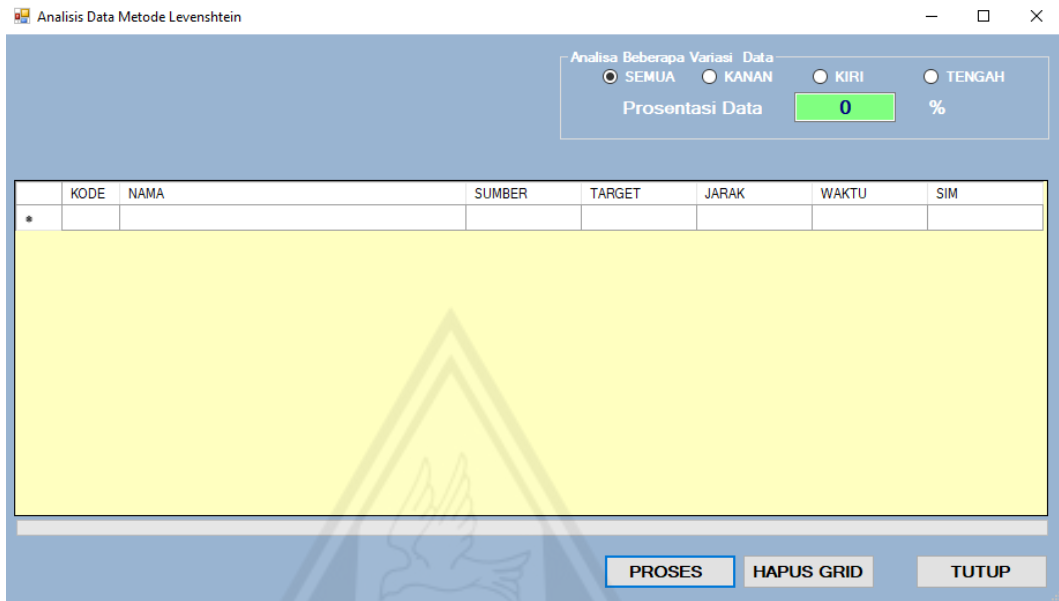 Analisis Data Metode Levenshtein
Analisa Beberapa Variasi Data
SEMUA KANAN KIRI TENGAH
Prosentasi Data 0 %
KODE NAMA SUMBER TARGET JARAK WAKTU SIM
*
PROSES HAPUS GRID TUTUP